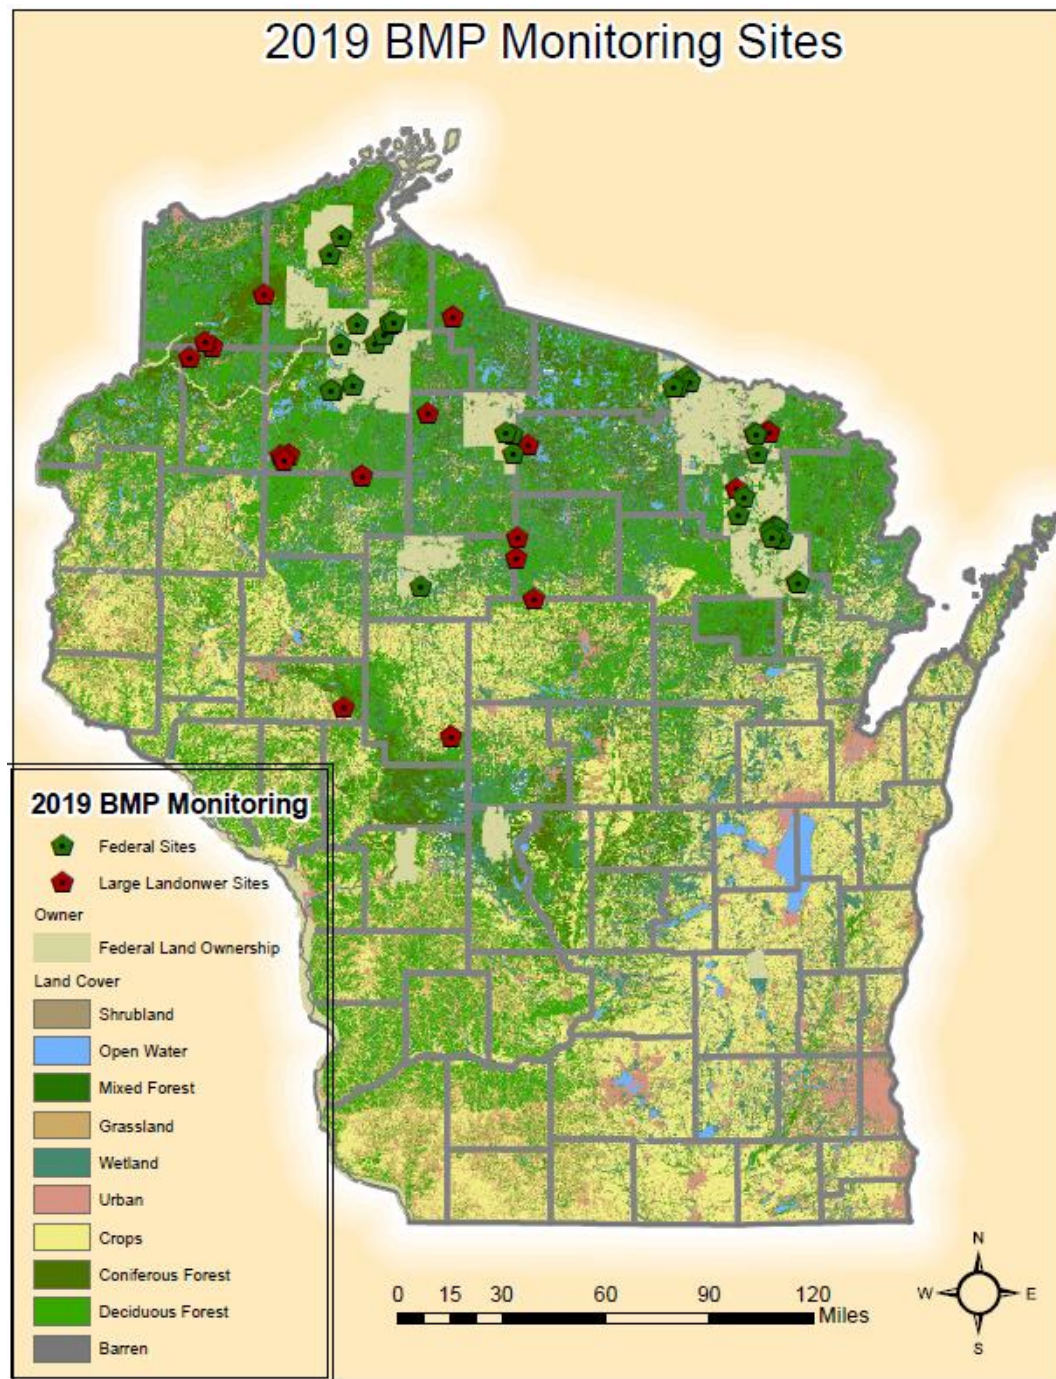 2019 BMP Monitoring Sites
2019 BMP Monitoring
Federal Sites
Large Landonwer Sites
Owner
Federal Land Ownership
Land Cover
Shrubland
Open Water
Mixed Forest
Grassland
Wetland
Urban
Crops
Coniferous Forest
Deciduous Forest
Barren
0 15 30 60 90 120
Miles
N
W E
S